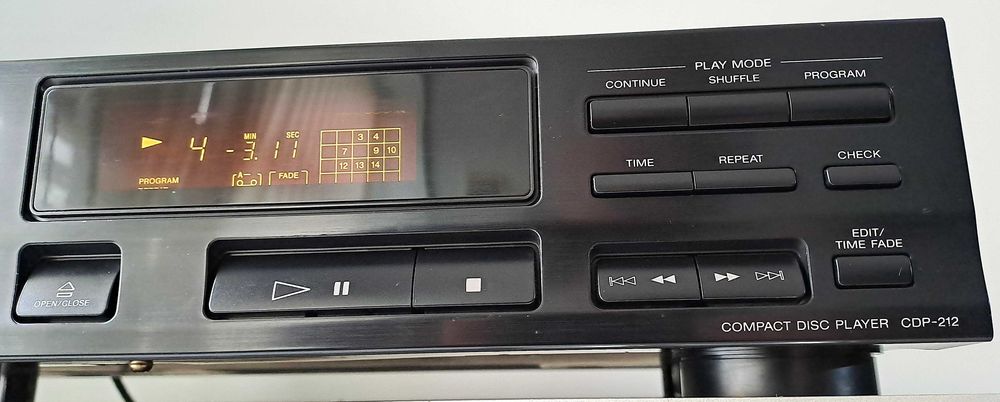 PLAY MODE
CONTINUE SHUFFLE PROGRAM
MIN SEC
4 -3.11
3 4
7 9 10
12 13 14
PROGRAM
A
FADE
TIME REPEAT CHECK
EDIT/
TIME FADE
OPEN/CLOSE
COMPACT DISC PLAYER CDP-212